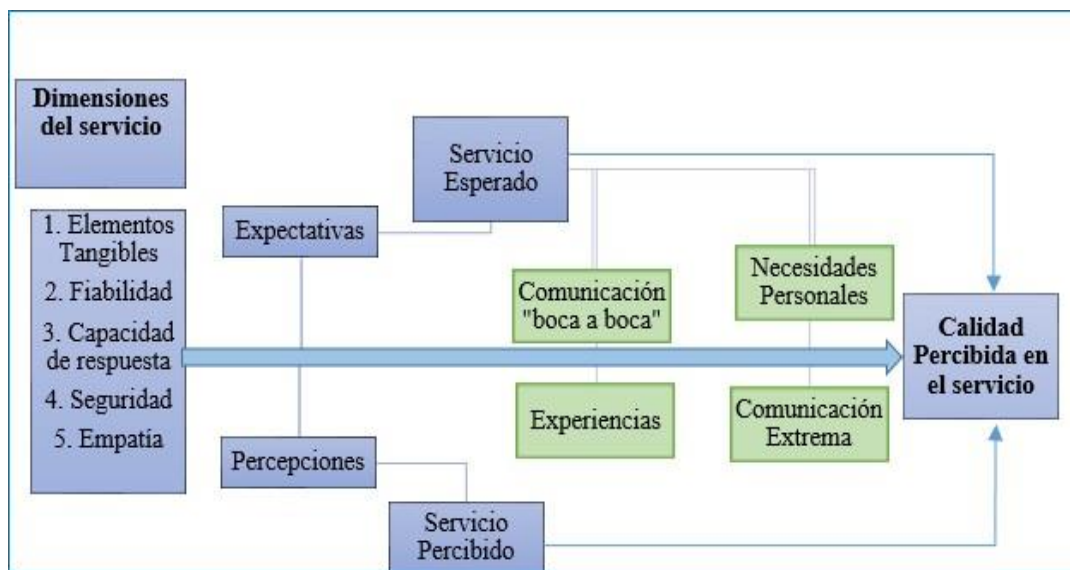 Dimensiones
del servicio
1. Elementos
Tangibles
2. Fiabilidad
3. Capacidad
de respuesta
4. Seguridad
5. Empatía
Expectativas
Percepciones
Servicio
Esperado
Servicio
Percibido
Comunicación
"boca a boca"
Experiencias
Necesidades
Personales
Comunicación
Extrema
Calidad
Percibida en
el servicio